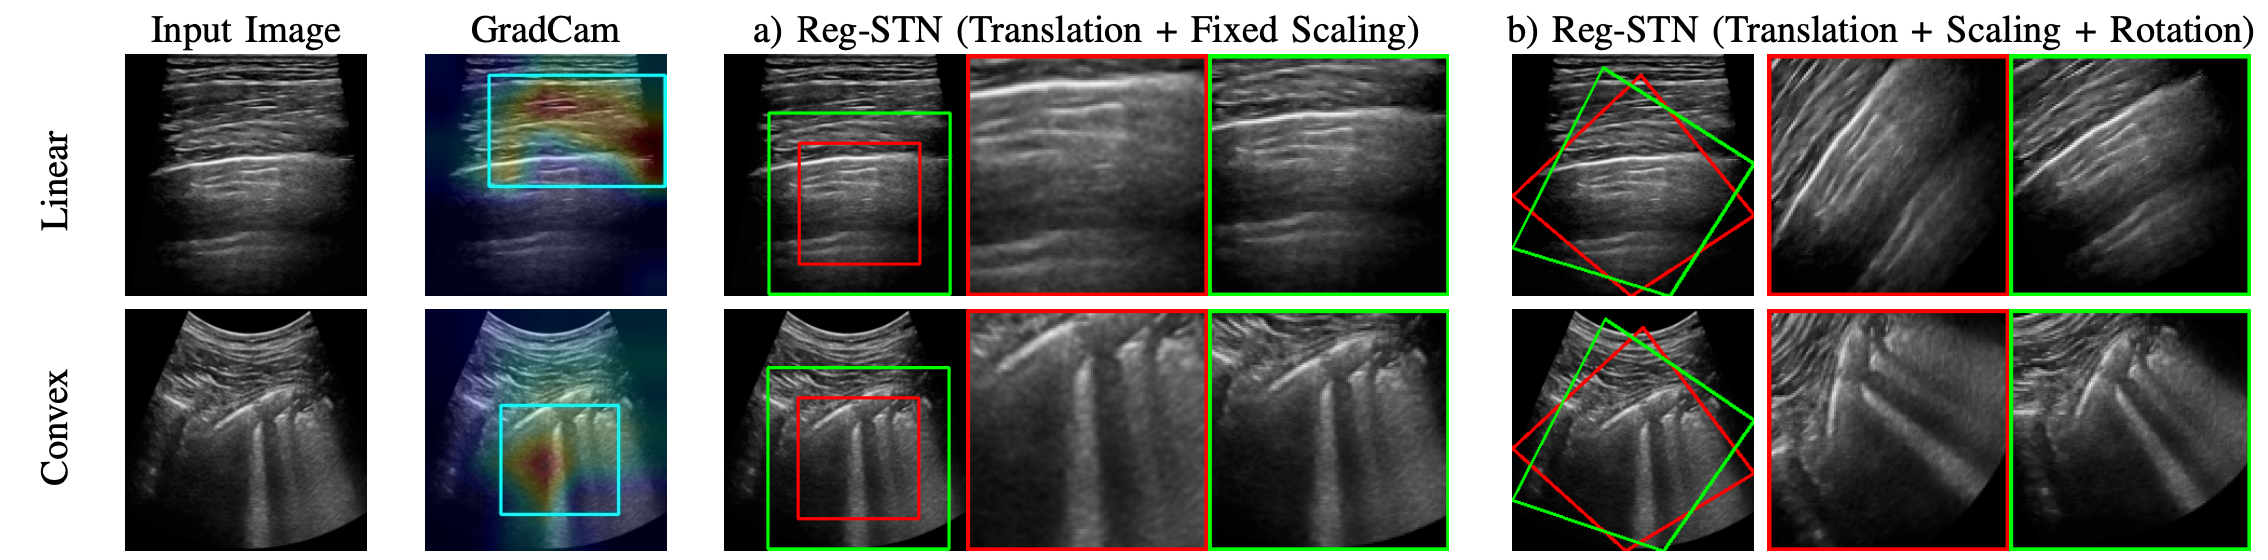 Input Image
GradCam
a) Reg-STN (Translation + Fixed Scaling)
b) Reg-STN (Translation + Scaling + Rotation)
Linear
Convex